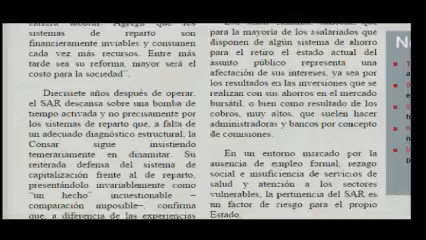 sistemas de reparto son
financieramente inviables y consumen
cada vez más recursos. Entre más
tarde sea su reforma, mayor será el
costo para la sociedad".
Diecisiete años después de operar,
el SAR descansa sobre una bomba de
tiempo activada y no precisamente por
los sistemas de reparto que, a falta de
un adecuado diagnóstico estructural, la
Consar sigue insistiendo
temerariamente en dinamitar. Su
reiterada defensa del sistema de
capitalización frente al de reparto,
presentándolo invariablemente como
"un hecho" incuestionable –
comparación imposible–, confirma
que, a diferencia de las experiencias
para la mayoría de los asalariados que
disponen de algún sistema de ahorro
para el retiro el estado actual del
asunto público representa una
afectación de sus intereses, ya sea por
los resultados en las inversiones que se
realizan con sus ahorros en el mercado
bursátil, o bien como resultado de los
cobros, muy altos, que suelen hacer
administradoras y bancos por concepto
de comisiones.
En un entorno marcado por la
ausencia de empleo formal, rezago
social e insuficiencia de servicios de
salud y atención a los sectores
vulnerables, la pertinencia del SAR es
un factor de riesgo para el propio
Estado.